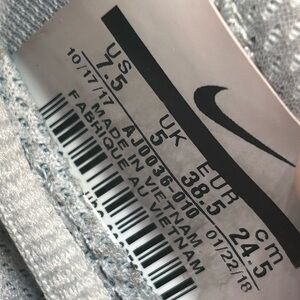 US UK EUR cm
7.5 5 38.5 24.5
10/17/17 AJ0036-010 01/22/18
MADE IN VIETNAM
FABRIQUE AU VIETNAM